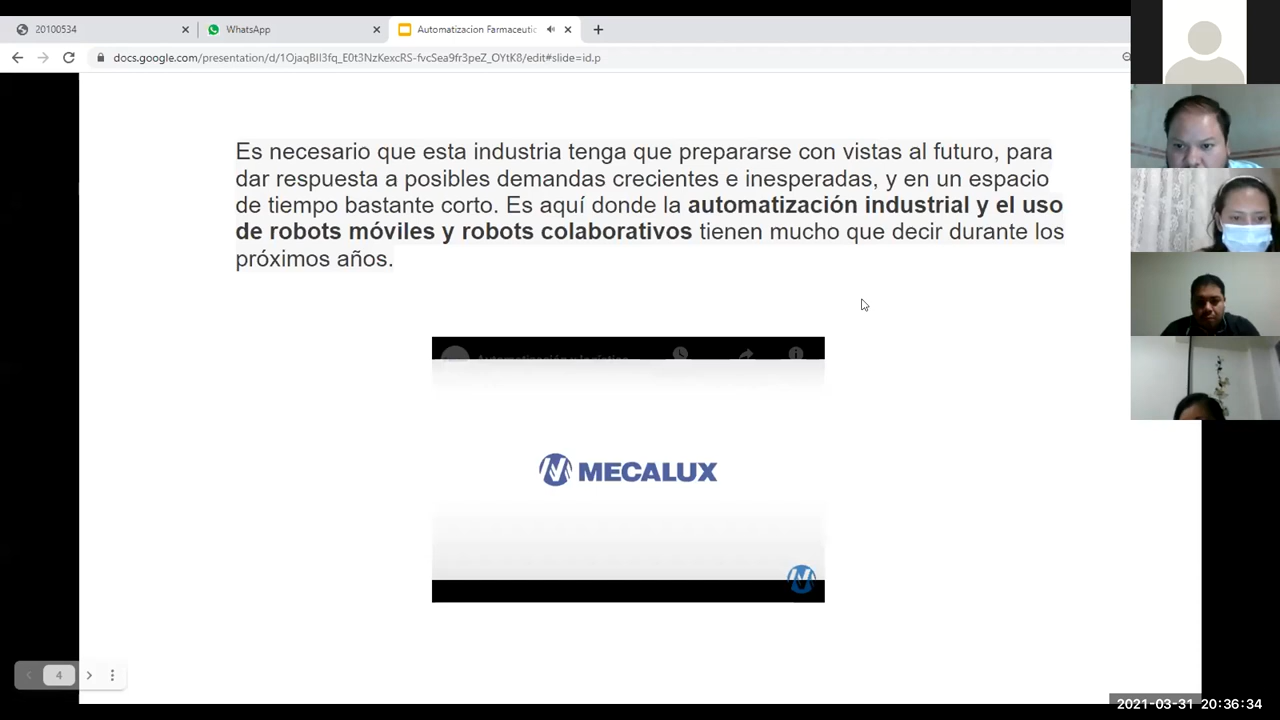 20100534
WhatsApp
Automatizacion Farmaceutic
docs.google.com/presentation/d/1OjaqBIl3fq_E0t3NzKexcRS-fvcSea9fr3peZ_OYtK8/edit#slide=id.p
Es necesario que esta industria tenga que prepararse con vistas al futuro, para
dar respuesta a posibles demandas crecientes e inesperadas, y en un espacio
de tiempo bastante corto. Es aquí donde la automatización industrial y el uso
de robots móviles y robots colaborativos tienen mucho que decir durante los
próximos años.
Automatización y logística
MECALUX
4
2021-03-31 20:36:34